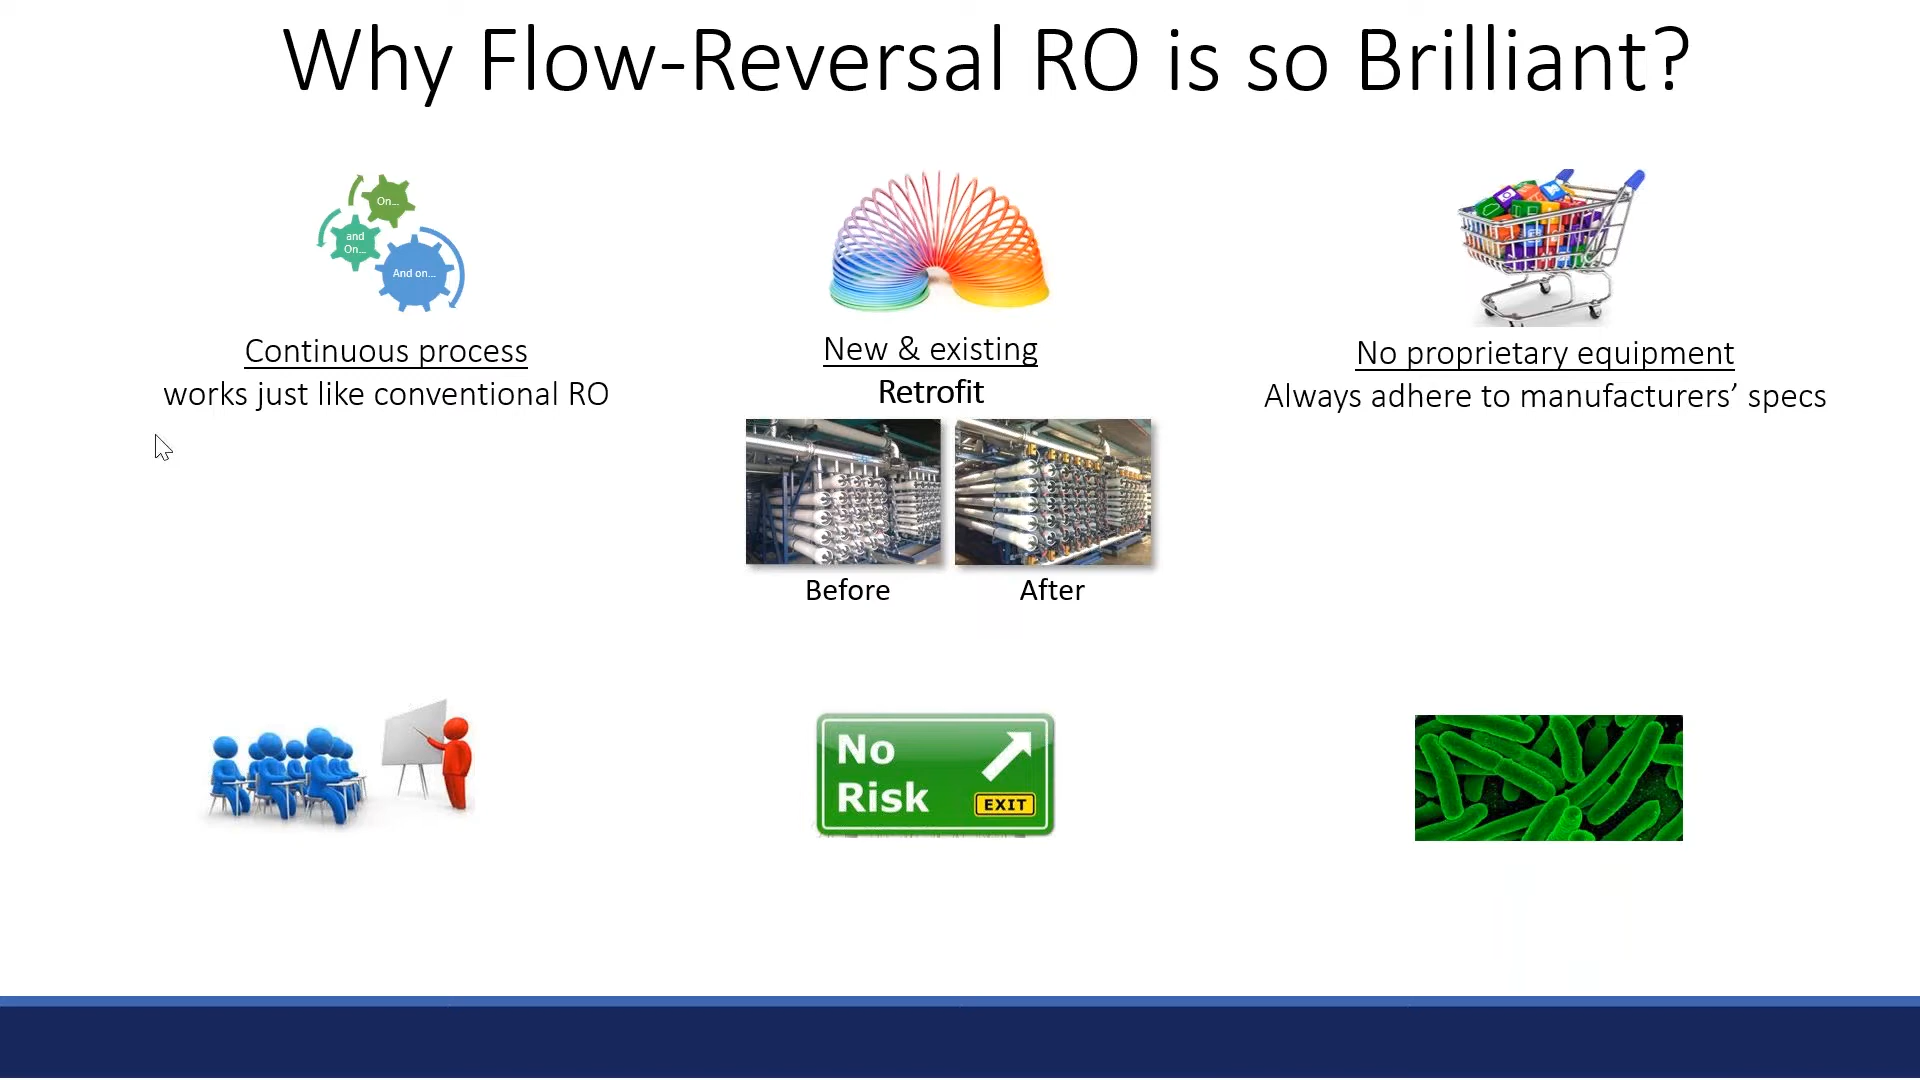 Why Flow-Reversal RO is so Brilliant?
On...
and
On...
And on...
Continuous process
works just like conventional RO
New & existing
Retrofit
Before
After
No proprietary equipment
Always adhere to manufacturers’ specs
No
Risk
EXIT